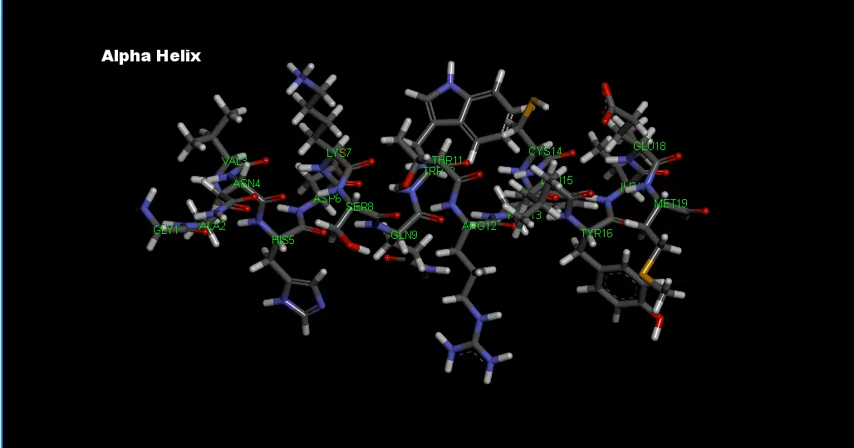 Alpha Helix
GLY1
ALA2
VAL3
ASN4
HIS5
ASP6
LYS7
SER8
GLN9
THR11
ARG12
CYS14
TYR16
GLU18
MET19